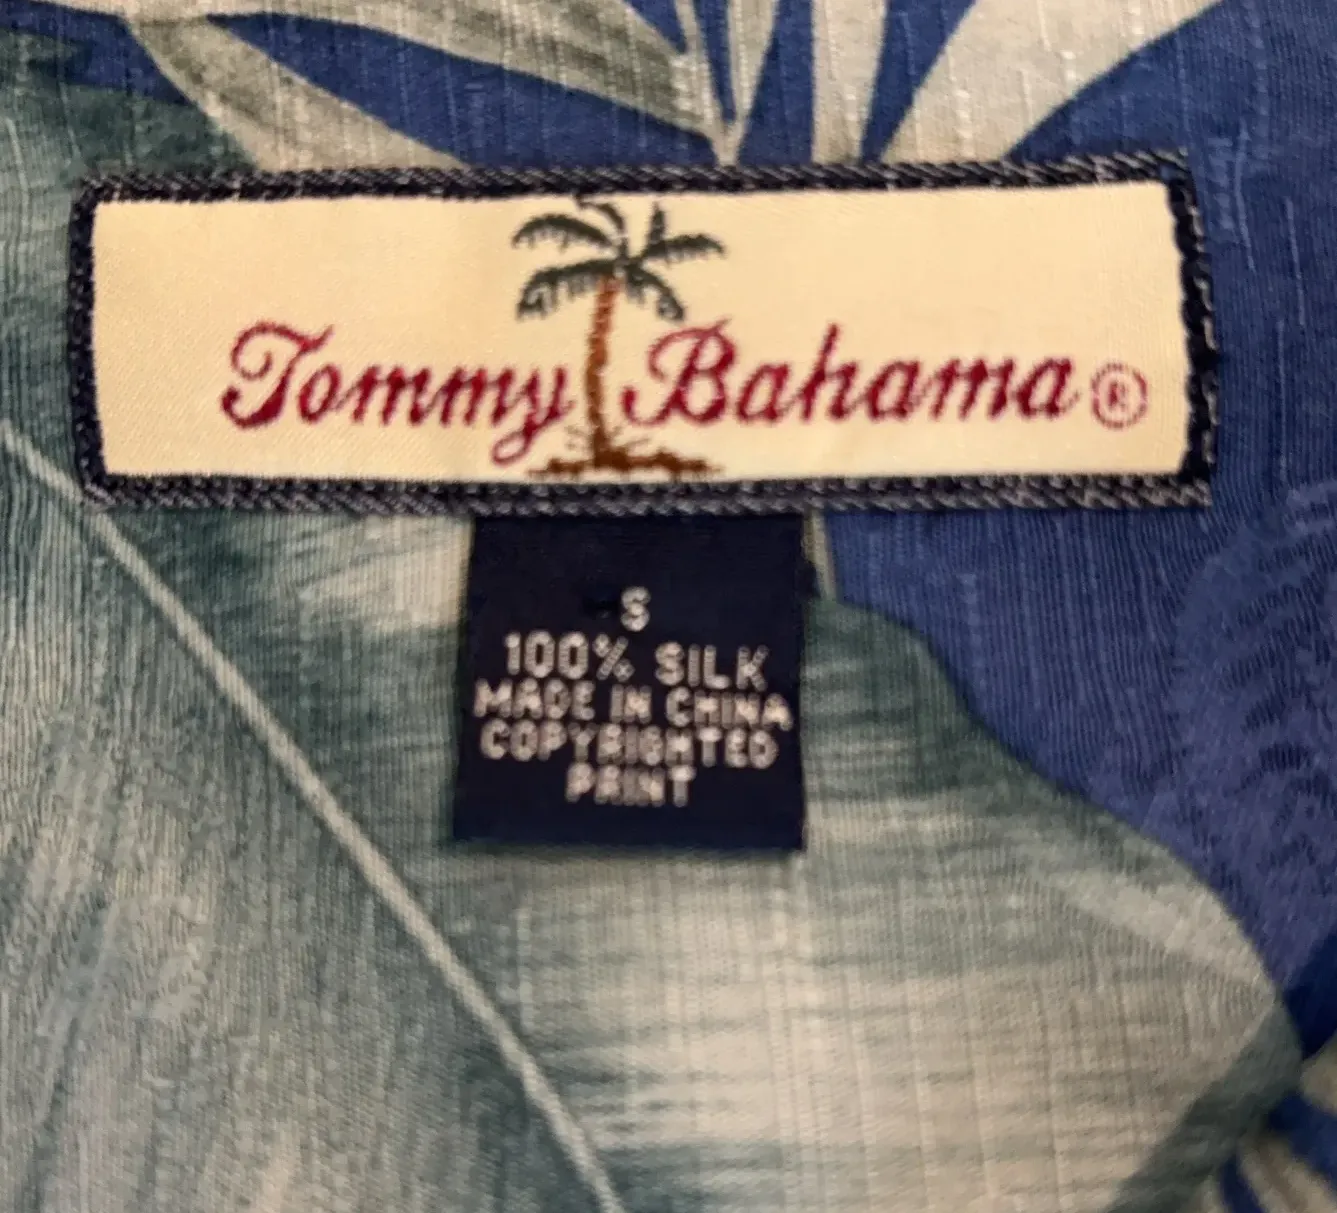 Tommy Bahama ®
S
100% SILK
MADE IN CHINA
COPYRIGHTED
PRINT